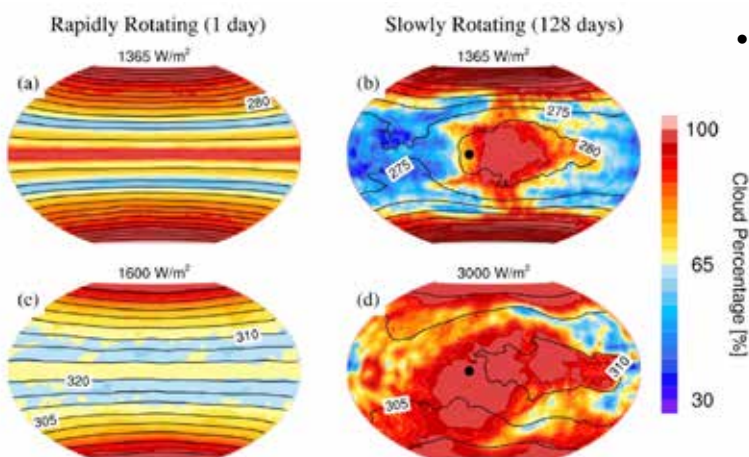 Rapidly Rotating (1 day)
Slowly Rotating (128 days)
1365 W/m²
1365 W/m²
(a)
280
(b)
275
275
280
100
65
30
Cloud Percentage [%]
1600 W/m²
3000 W/m²
(c)
310
320
305
(d)
310
305